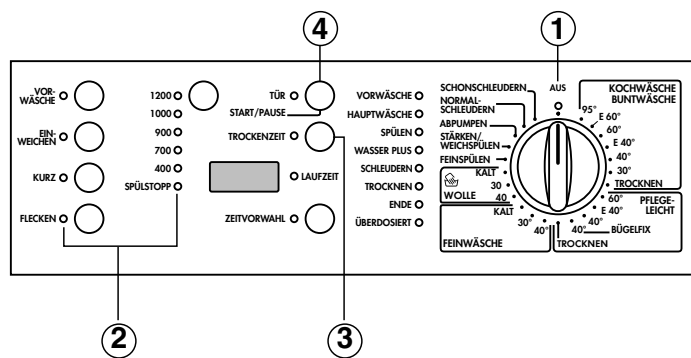 4
1
VOR-
WÄSCHE
EIN-
WEICHEN
KURZ
FLECKEN
1200
1000
900
700
400
SPÜLSTOPP
TÜR
START/PAUSE
TROCKENZEIT
LAUFZEIT
ZEITVORWAHL
VORWÄSCHE
HAUPTWÄSCHE
SPÜLEN
WASSER PLUS
SCHLEUDERN
TROCKNEN
ENDE
ÜBERDOSIERT
SCHONSCHLEUDERN
NORMAL-
SCHLEUDERN
ABPUMPEN
STÄRKEN/
WEICHSPÜLEN
FEINSPÜLEN
KALT
30
40
WOLLE
KALT
30°
40°
FEINWÄSCHE
AUS
KOCHWÄSCHE
BUNTWÄSCHE
95°
E 60°
60°
E 40°
40°
30°
TROCKNEN
60°
E 40°
40°
40°
PFLEGE-
LEICHT
BÜGELFIX
TROCKNEN
2
3